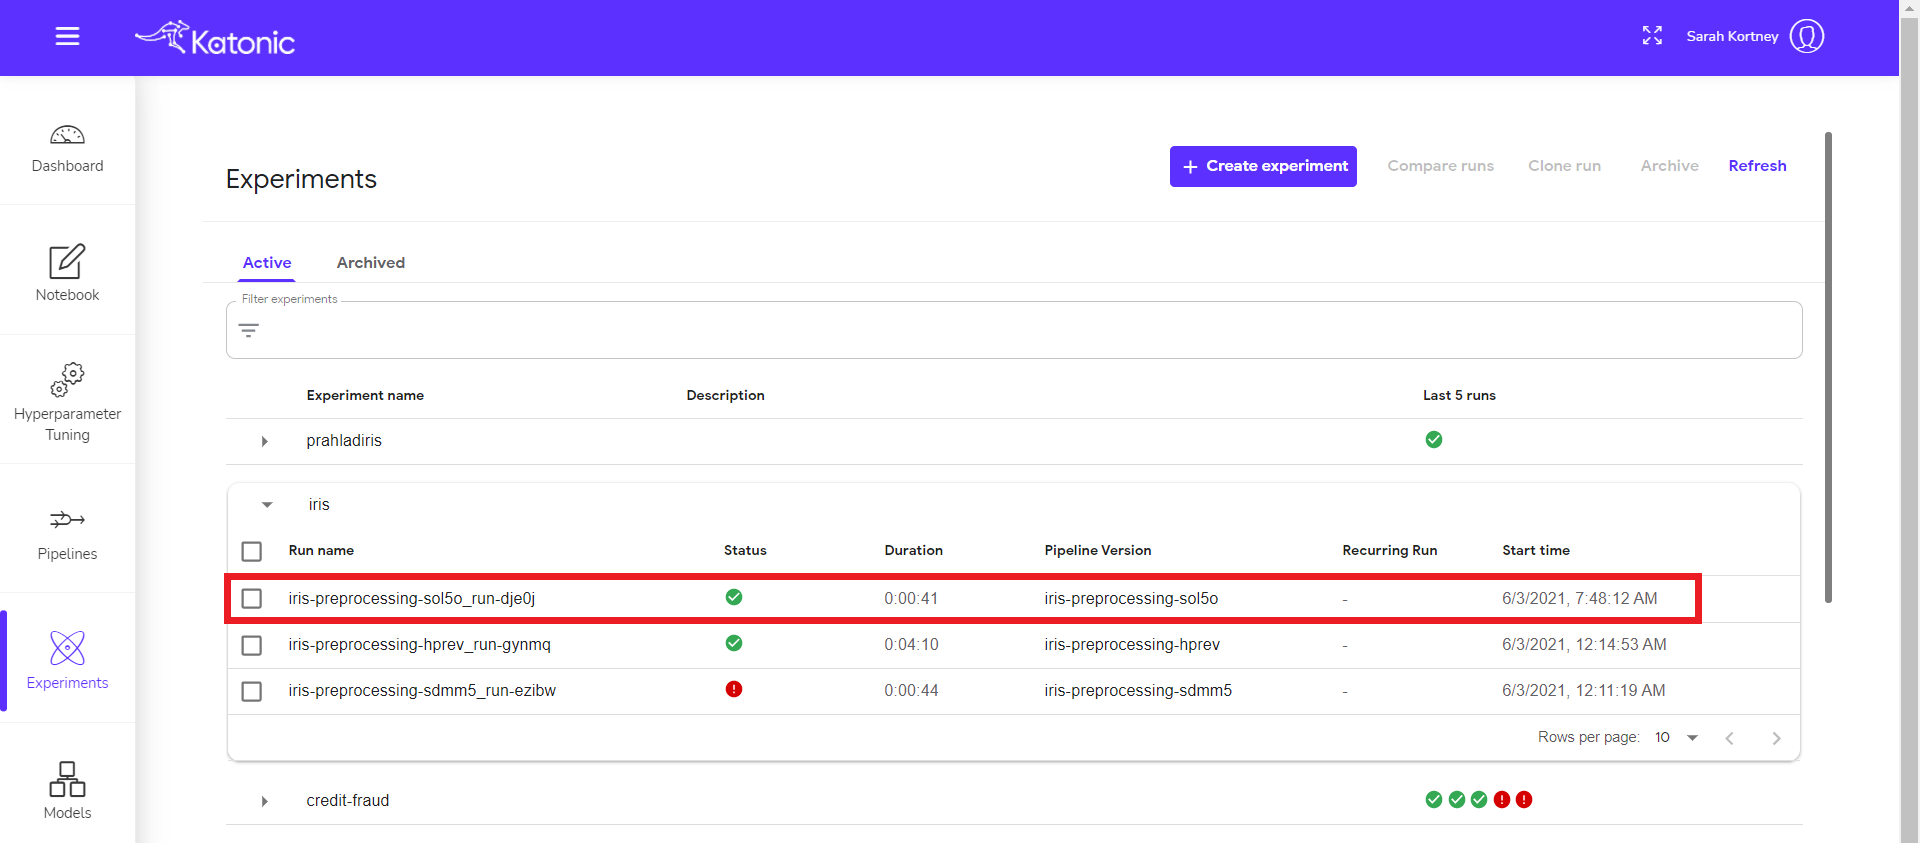 Katonic
Sarah Kortney
Dashboard
Notebook
Hyperparameter
Tuning
Pipelines
Experiments
Models
Experiments
+ Create experiment Compare runs Clone run Archive Refresh
Active Archived
Filter experiments
Experiment name Description Last 5 runs
prahladiris
iris
Run name Status Duration Pipeline Version Recurring Run Start time
iris-preprocessing-sol5o_run-dje0j 0:00:41 iris-preprocessing-sol5o - 6/3/2021, 7:48:12 AM
iris-preprocessing-hprev_run-gynmq 0:04:10 iris-preprocessing-hprev - 6/3/2021, 12:14:53 AM
iris-preprocessing-sdmm5_run-ezibw 0:00:44 iris-preprocessing-sdmm5 - 6/3/2021, 12:11:19 AM
Rows per page: 10
credit-fraud